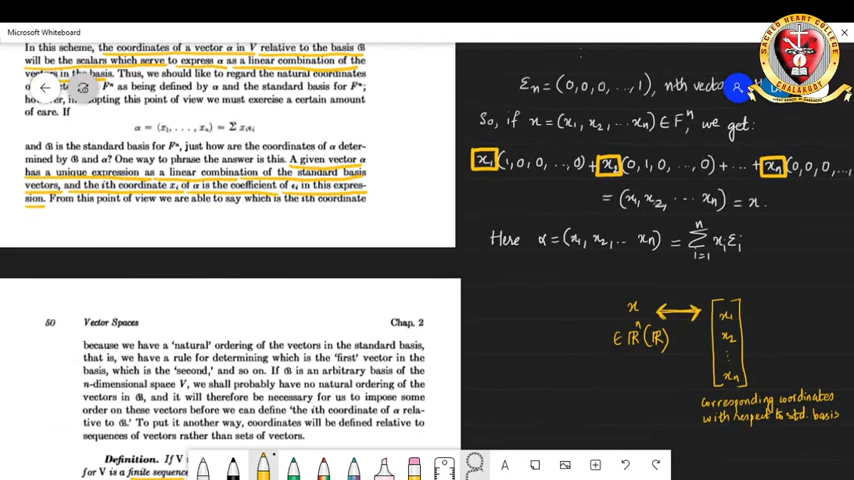 Microsoft Whiteboard
In this scheme, the coordinates of a vector α in V relative to the basis ℬ
will be the scalars which serve to express α as a linear combination of the
vectors in the basis. Thus, we should like to regard the natural coordinates
Fⁿ as being defined by α and the standard basis for Fⁿ;
adopting this point of view we must exercise a certain amount
of care. If
α = (x₁, . . . , xₙ) = Σ xᵢϵᵢ
and ℬ is the standard basis for Fⁿ, just how are the coordinates of α deter-
mined by ℬ and α? One way to phrase the answer is this. A given vector α
has a unique expression as a linear combination of the standard basis
vectors, and the ith coordinate xᵢ of α is the coefficient of ϵᵢ in this expres-
sion. From this point of view we are able to say which is the ith coordinate
50 Vector Spaces Chap. 2
because we have a 'natural' ordering of the vectors in the standard basis,
that is, we have a rule for determining which is the 'first' vector in the
basis, which is the 'second,' and so on. If ℬ is an arbitrary basis of the
n-dimensional space V, we shall probably have no natural ordering of the
vectors in ℬ, and it will therefore be necessary for us to impose some
order on these vectors before we can define 'the ith coordinate of α rela-
tive to ℬ.' To put it another way, coordinates will be defined relative to
sequences of vectors rather than sets of vectors.
Definition. If V
for V is a finite sequence
εₙ = (0,0,0, ..., 1), nth vector
So, if x = (x₁, x₂, ... xₙ) ∈ Fⁿ, we get:
x₁(1,0,0, ..,0) + x₂(0,1,0, ...,0) + ... + xₙ(0,0,0,...,
= (x₁, x₂, ... xₙ) = x.
Here α = (x₁, x₂, .. xₙ) = Σ xᵢεᵢ
n
i=1
x ↔ x₁
∈ ℝⁿ(ℝ) x₂
⋮
xₙ
corresponding coordinates
with respect to std. basis
SACRED HEART COLLEGE
CHALAKUDY
A